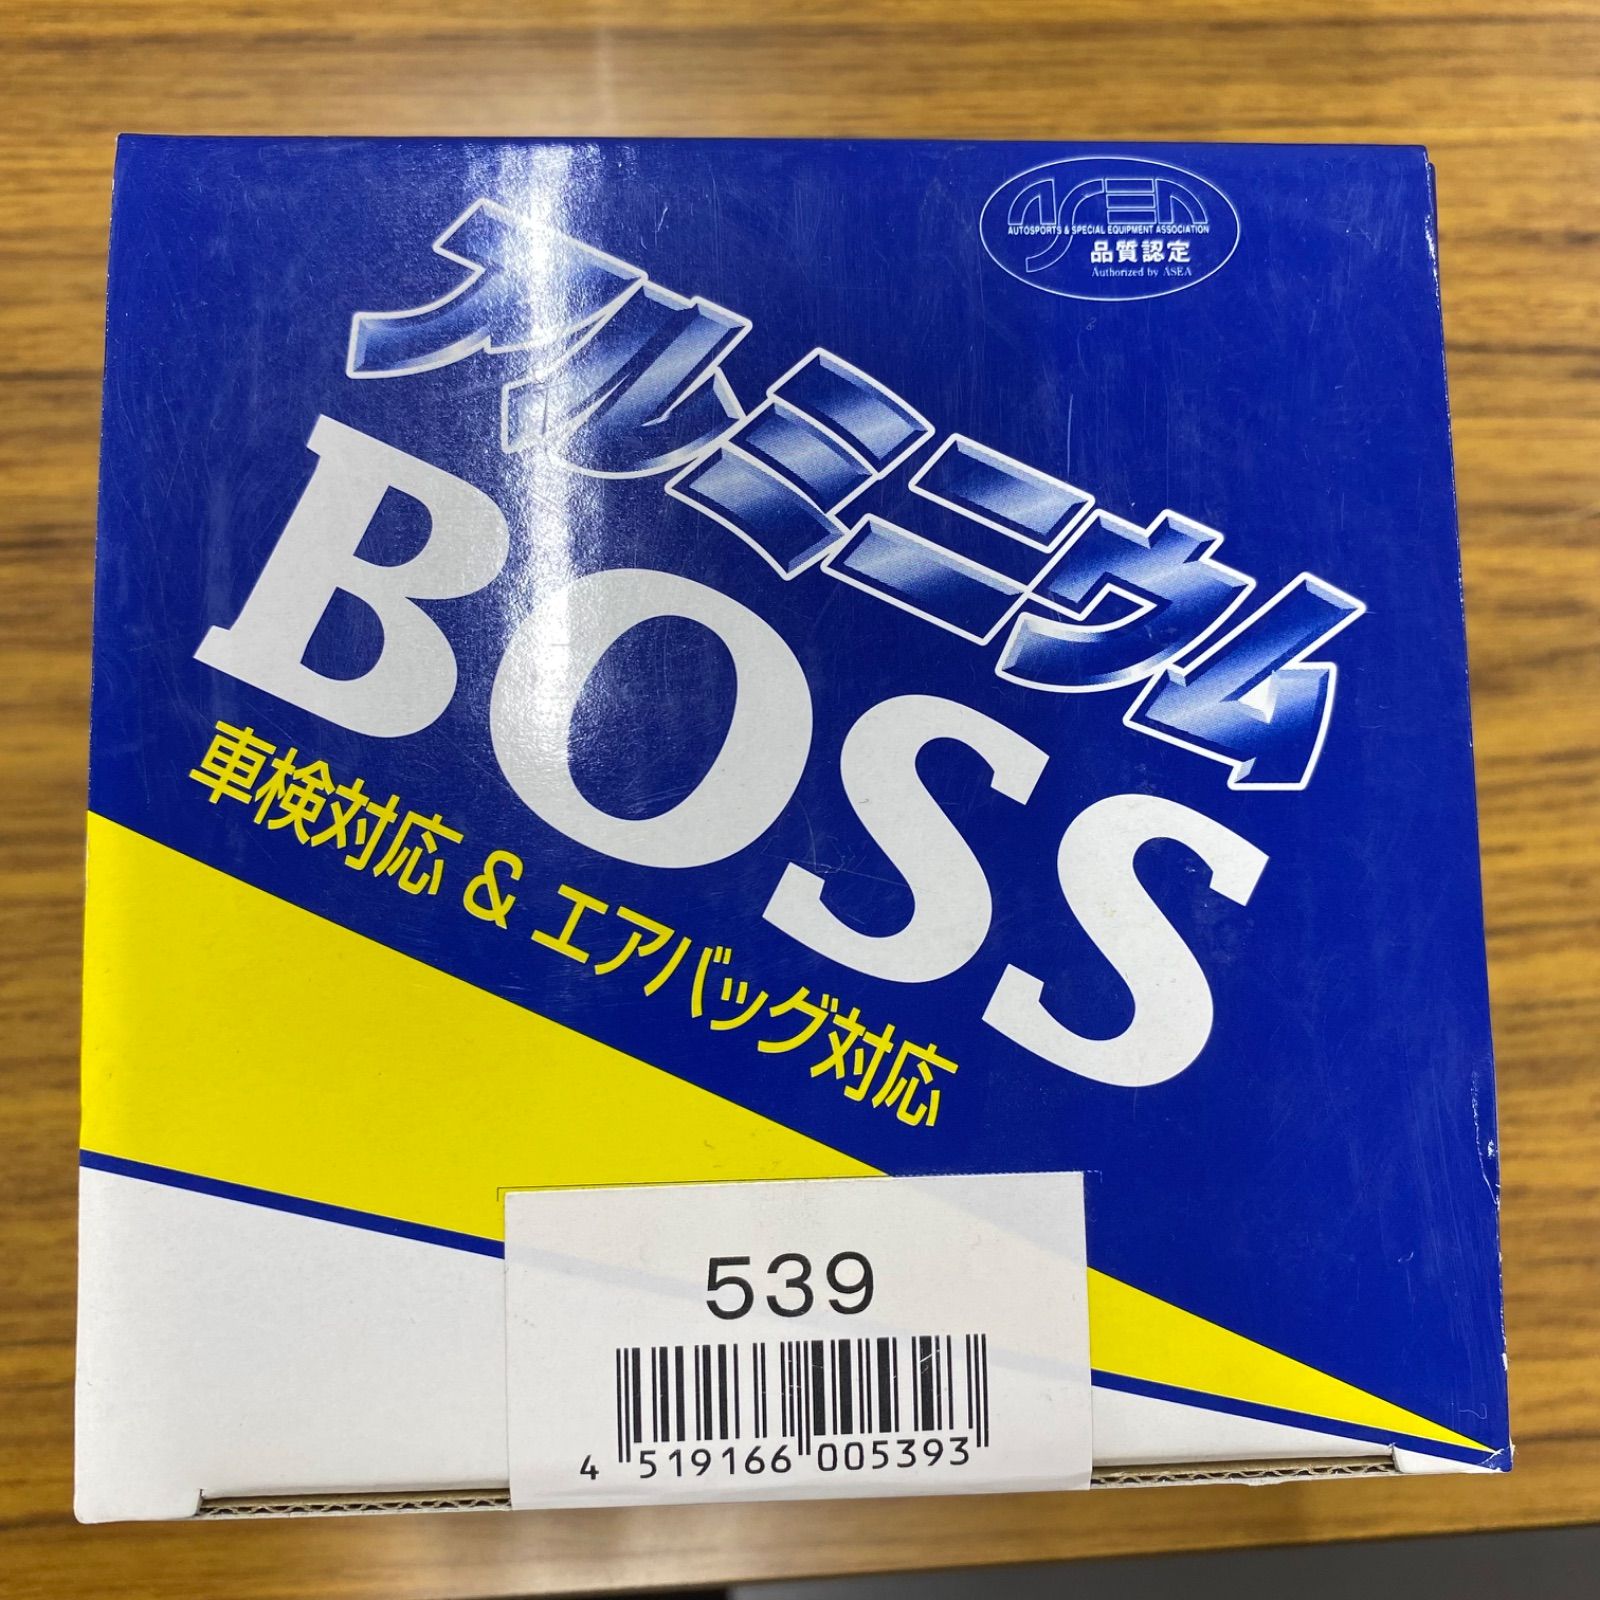 ASEA
AUTOSPORTS & SPECIAL EQUIPMENT ASSOCIATION
品質認定
Authorized by ASEA
アルミニウム
BOSS
車検対応 & エアバッグ対応
539
4 519166 005393